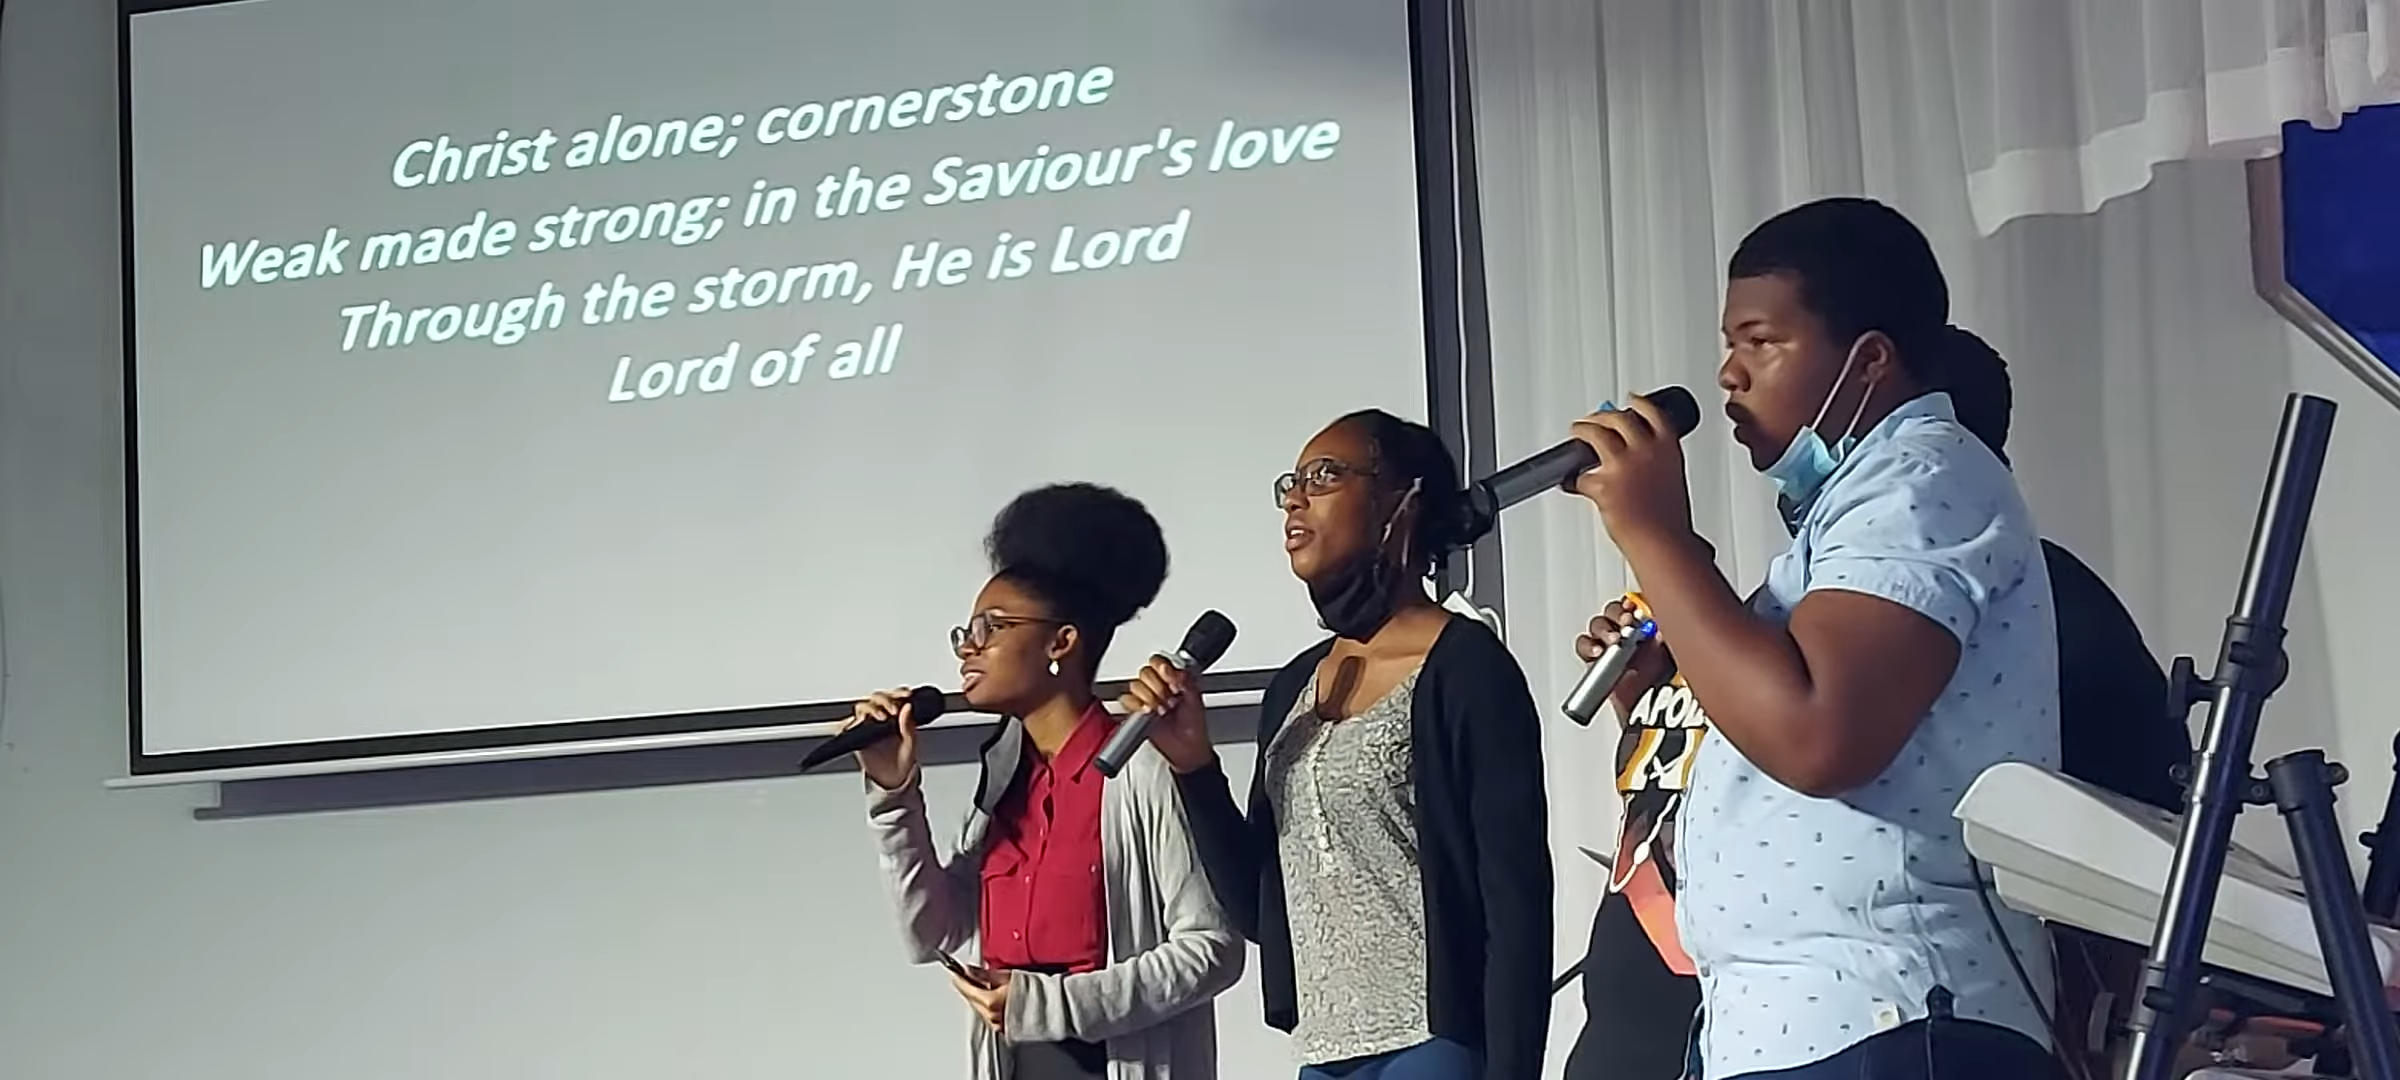 Christ alone; cornerstone
Weak made strong; in the Saviour's love
Through the storm, He is Lord
Lord of all
APOL